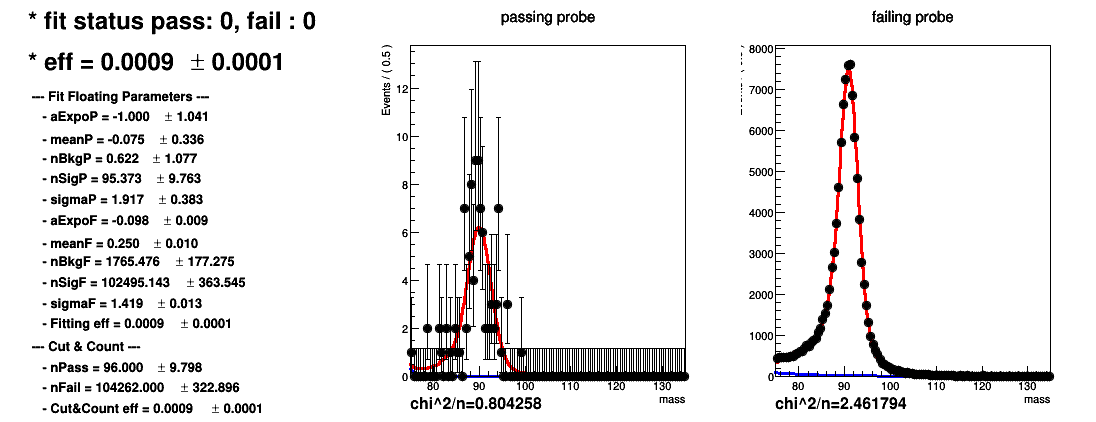 * fit status pass: 0, fail : 0
* eff = 0.0009 ± 0.0001
--- Fit Floating Parameters ---
- aExpoP = -1.000 ± 1.041
- meanP = -0.075 ± 0.336
- nBkgP = 0.622 ± 1.077
- nSigP = 95.373 ± 9.763
- sigmaP = 1.917 ± 0.383
- aExpoF = -0.098 ± 0.009
- meanF = 0.250 ± 0.010
- nBkgF = 1765.476 ± 177.275
- nSigF = 102495.143 ± 363.545
- sigmaF = 1.419 ± 0.013
- Fitting eff = 0.0009 ± 0.0001
--- Cut & Count ---
- nPass = 96.000 ± 9.798
- nFail = 104262.000 ± 322.896
- Cut&Count eff = 0.0009 ± 0.0001
passing probe
Events / ( 0.5 )
12
10
8
6
4
2
0
80 90 100 110 120 130
mass
chi^2/n=0.804258
failing probe
8000
7000
6000
5000
4000
3000
2000
1000
0
80 90 100 110 120 130
mass
chi^2/n=2.461794